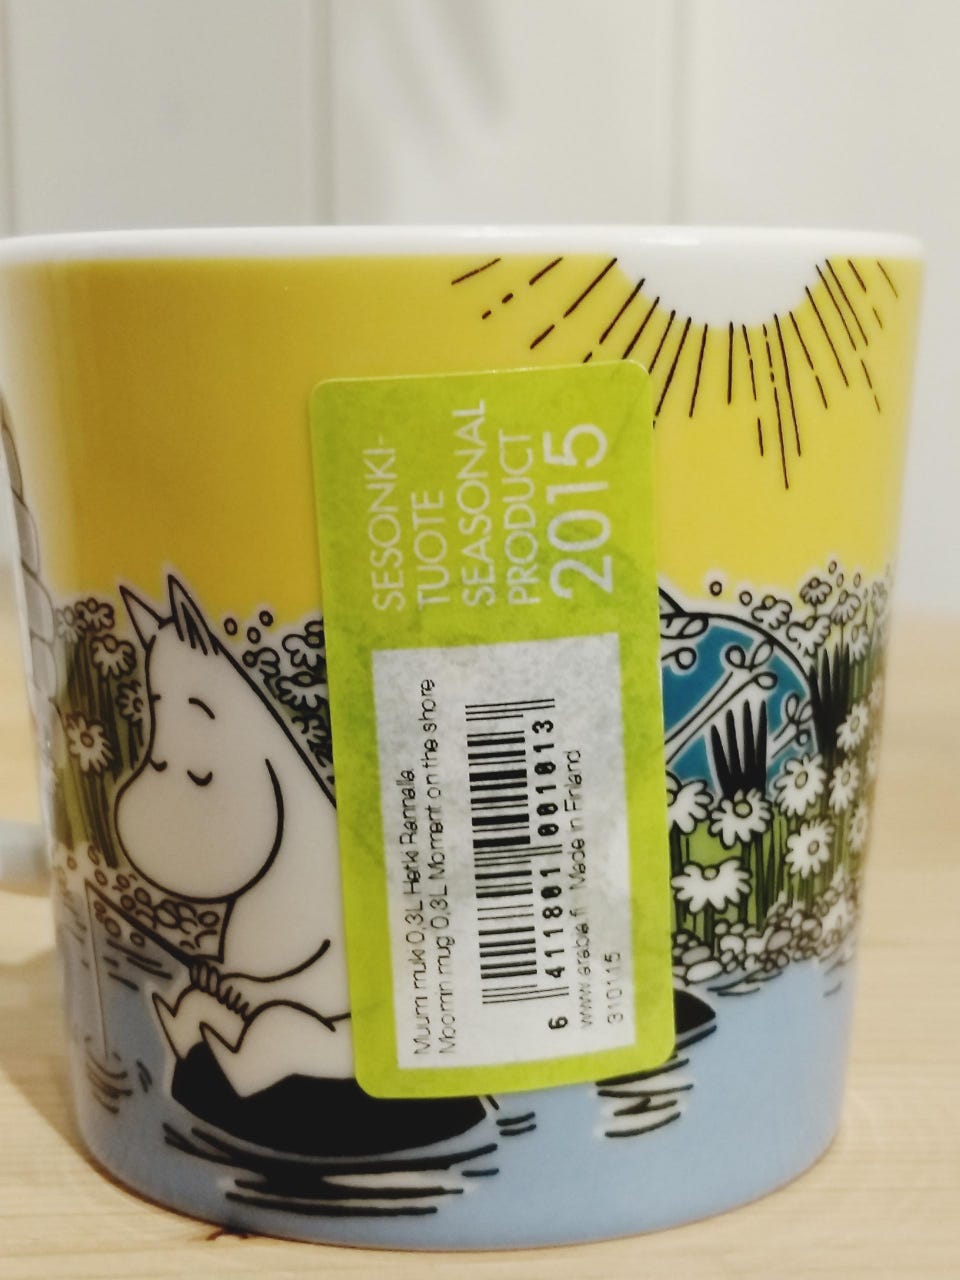 SESONKI-
TUOTE
SEASONAL
PRODUCT
2015
Muumi muki 0,3L Hetki Rannalla
Moomin mug 0,3L Moment on the shore
6 411801 001013
www.arabia.fi Made in Finland
310115